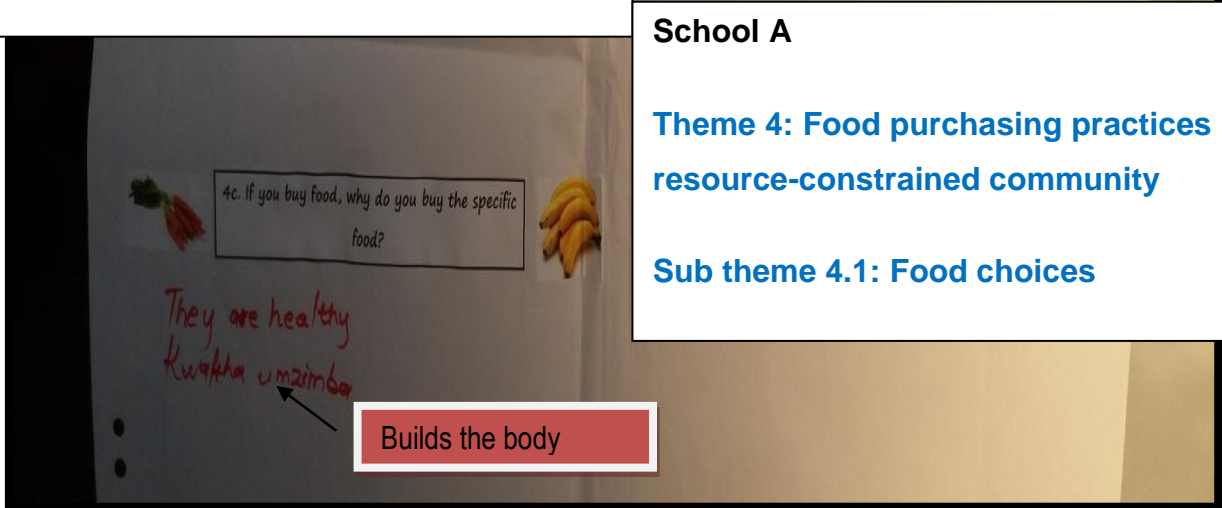 School A
Theme 4: Food purchasing practices
resource-constrained community
Sub theme 4.1: Food choices
4c. If you buy food, why do you buy the specific
food?
They are healthy
Kwakha umzimba
Builds the body